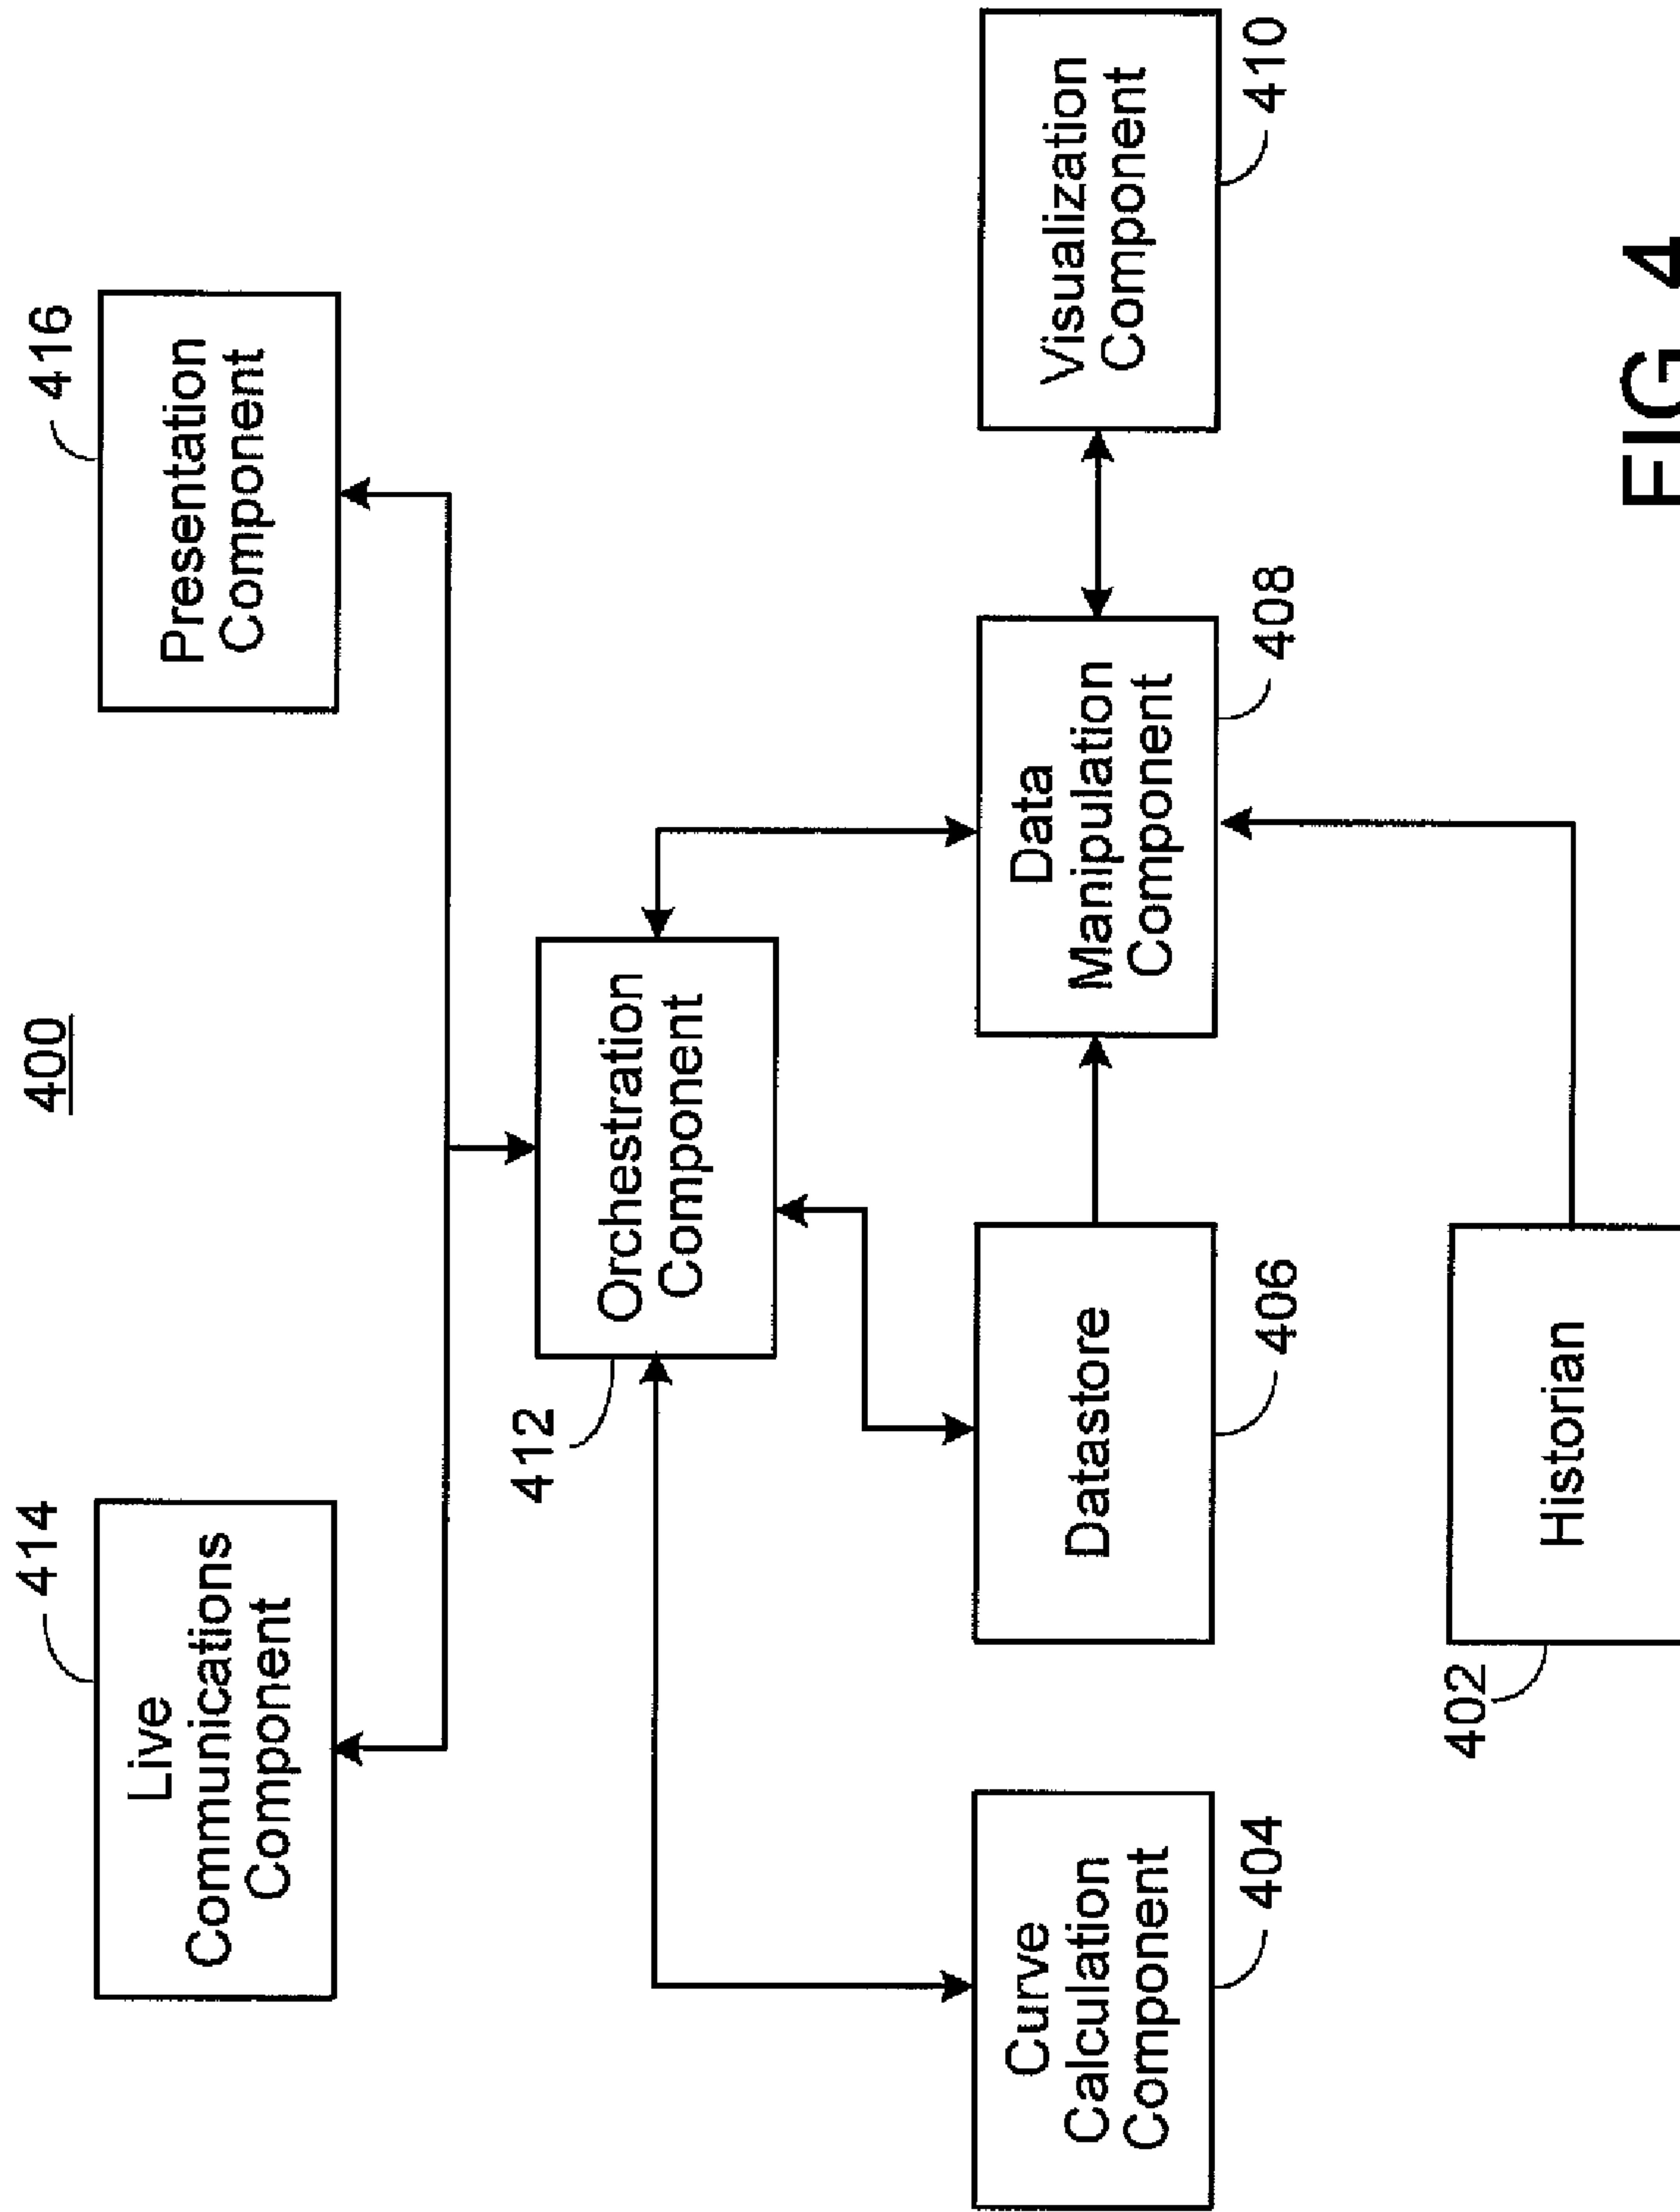 400
414
Live
Communications
Component
416
Presentation
Component
412
Orchestration
Component
Curve
Calculation
Component
404
Datastore
406
Data
Manipulation
Component
408
Visualization
Component
410
402
Historian
FIG 4